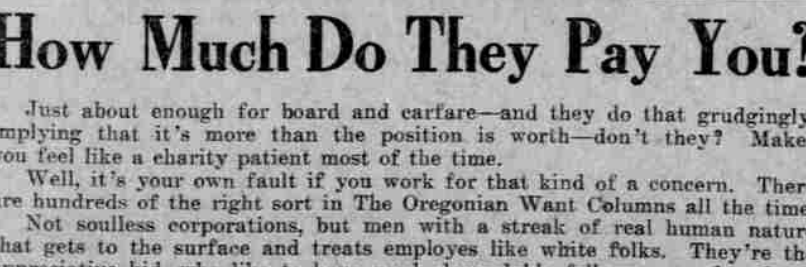 How Much Do They Pay You?
Just about enough for board and carfare—and they do that grudgingly
mplying that it's more than the position is worth—don't they? Make
you feel like a charity patient most of the time.
Well, it's your own fault if you work for that kind of a concern. Ther
are hundreds of the right sort in The Oregonian Want Columns all the time
Not soulless corporations, but men with a streak of real human natur
that gets to the surface and treats employes like white folks. They're th